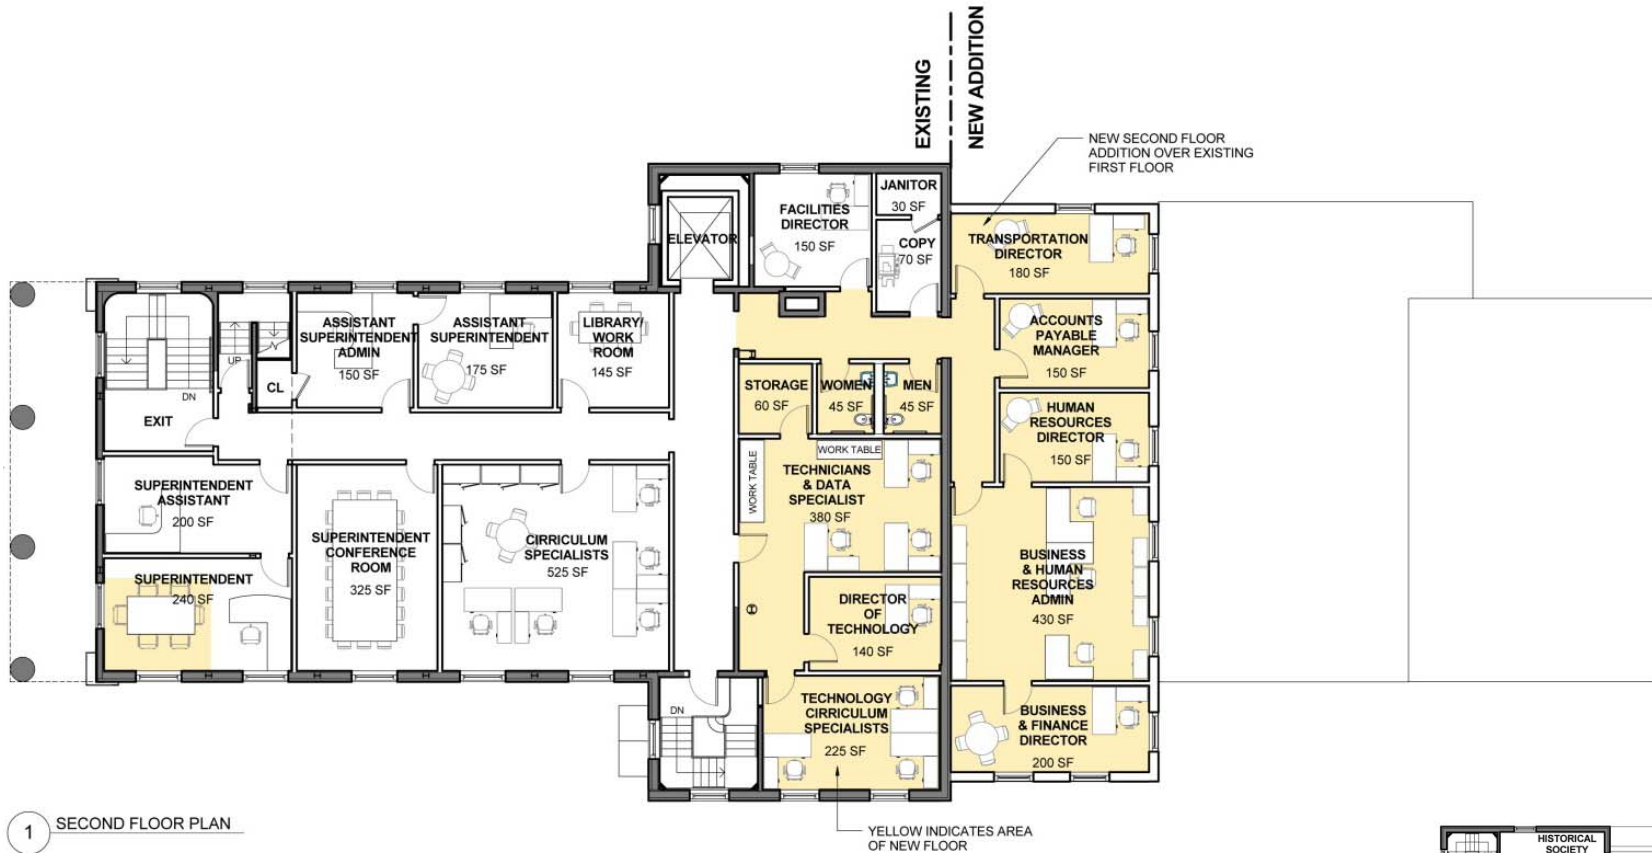 EXISTING
NEW ADDITION
NEW SECOND FLOOR
ADDITION OVER EXISTING
FIRST FLOOR
JANITOR
30 SF
FACILITIES
DIRECTOR
150 SF
ELEVATOR
COPY
70 SF
TRANSPORTATION
DIRECTOR
180 SF
ASSISTANT
SUPERINTENDENT
ADMIN
150 SF
ASSISTANT
SUPERINTENDENT
175 SF
LIBRARY/
WORK
ROOM
145 SF
ACCOUNTS
PAYABLE
MANAGER
150 SF
UP
CL
DN
EXIT
STORAGE
60 SF
WOMEN
45 SF
MEN
45 SF
HUMAN
RESOURCES
DIRECTOR
150 SF
WORK TABLE
WORK TABLE
TECHNICIANS
& DATA
SPECIALIST
380 SF
SUPERINTENDENT
ASSISTANT
200 SF
SUPERINTENDENT
CONFERENCE
ROOM
325 SF
CIRRICULUM
SPECIALISTS
525 SF
SUPERINTENDENT
240 SF
BUSINESS
& HUMAN
RESOURCES
ADMIN
430 SF
DIRECTOR
OF
TECHNOLOGY
140 SF
DN
TECHNOLOGY
CIRRICULUM
SPECIALISTS
225 SF
BUSINESS
& FINANCE
DIRECTOR
200 SF
1
SECOND FLOOR PLAN
YELLOW INDICATES AREA
OF NEW FLOOR
HISTORICAL
SOCIETY